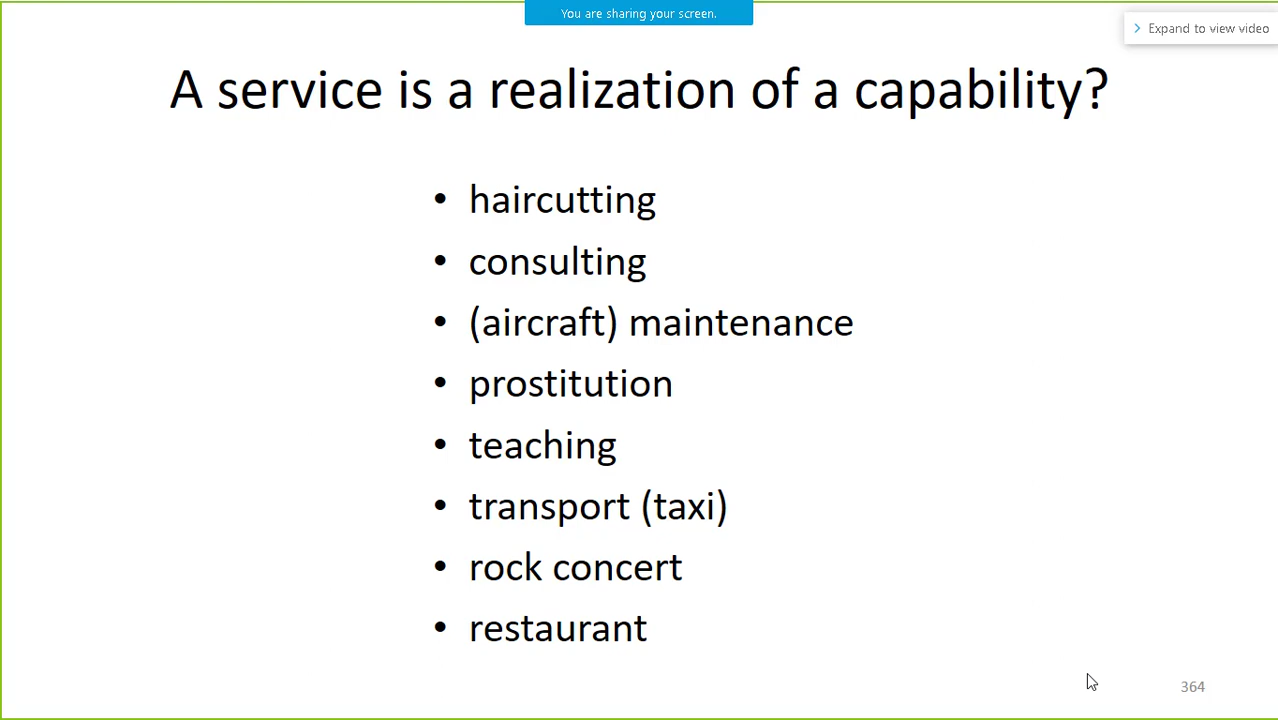 You are sharing your screen.
Expand to view video
A service is a realization of a capability?
• haircutting
• consulting
• (aircraft) maintenance
• prostitution
• teaching
• transport (taxi)
• rock concert
• restaurant
364